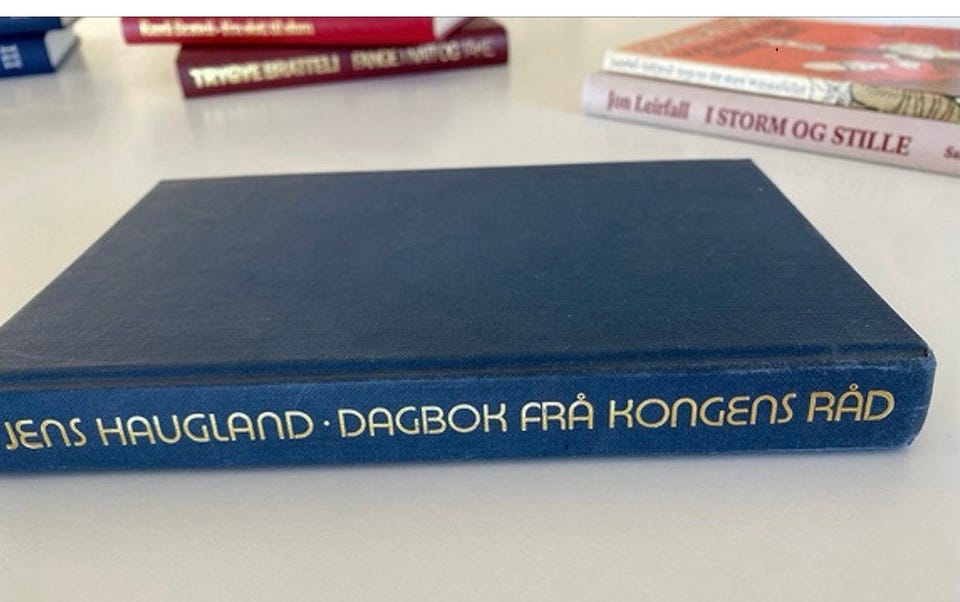 TRYGVE BRATTELI FANGE I NATT OG TÅKE
Jon Leirfall I STORM OG STILLE
JENS HAUGLAND · DAGBOK FRÅ KONGENS RÅD